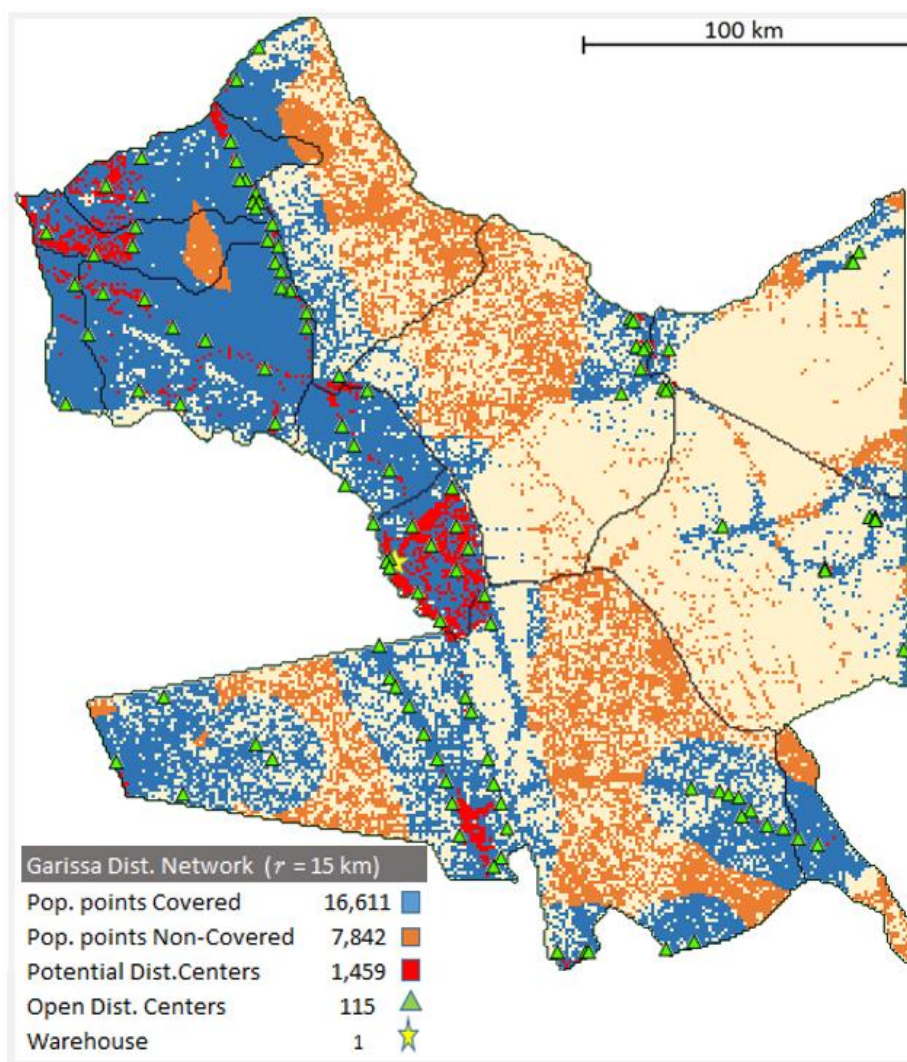 100 km
Garissa Dist. Network (r = 15 km)
Pop. points Covered 16,611
Pop. points Non-Covered 7,842
Potential Dist.Centers 1,459
Open Dist. Centers 115
Warehouse 1